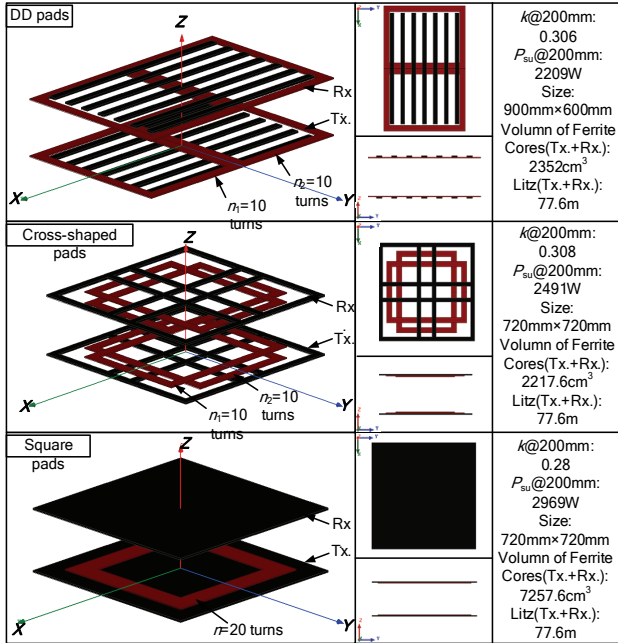 DD pads
Z
Rx
Tx.
X
Y
n₂=10
turns
n₁=10
turns
k@200mm:
0.306
Psu@200mm:
2209W
Size:
900mm×600mm
Volumn of Ferrite
Cores(Tx.+Rx.):
2352cm³
Litz(Tx.+Rx.):
77.6m
Cross-shaped
pads
Z
Rx
Tx.
X
Y
n₂=10
turns
n₁=10
turns
k@200mm:
0.308
Psu@200mm:
2491W
Size:
720mm×720mm
Volumn of Ferrite
Cores(Tx.+Rx.):
2217.6cm³
Litz(Tx.+Rx.):
77.6m
Square
pads
Z
Rx
Tx.
X
Y
n=20 turns
k@200mm:
0.28
Psu@200mm:
2969W
Size:
720mm×720mm
Volumn of Ferrite
Cores(Tx.+Rx.):
7257.6cm³
Litz(Tx.+Rx.):
77.6m